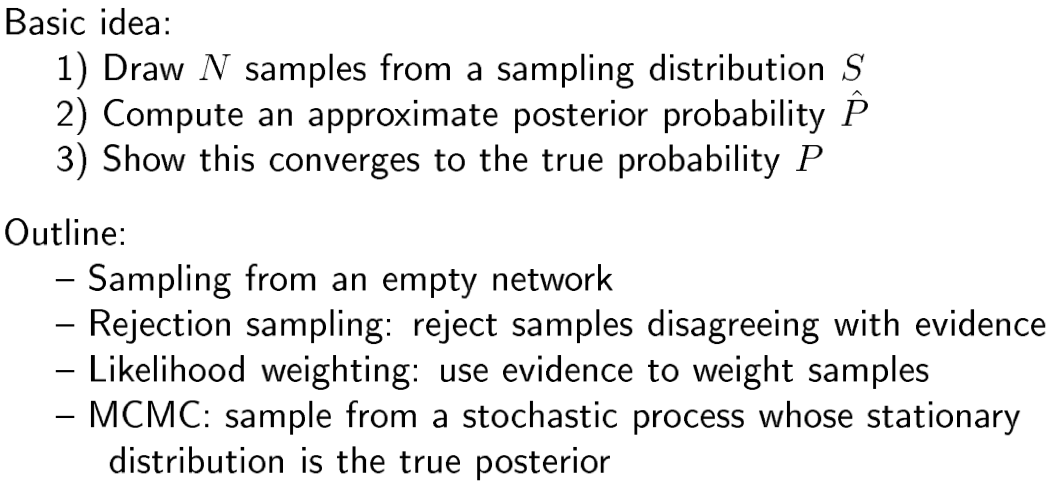 Basic idea:
1) Draw N samples from a sampling distribution S
2) Compute an approximate posterior probability P̂
3) Show this converges to the true probability P
Outline:
– Sampling from an empty network
– Rejection sampling: reject samples disagreeing with evidence
– Likelihood weighting: use evidence to weight samples
– MCMC: sample from a stochastic process whose stationary
distribution is the true posterior